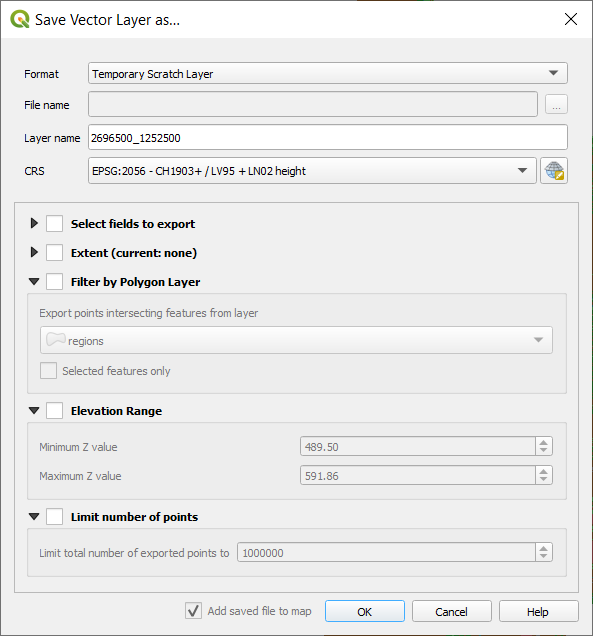 Save Vector Layer as...
Format Temporary Scratch Layer
File name ...
Layer name 2696500_1252500
CRS EPSG:2056 - CH1903+ / LV95 + LN02 height
Select fields to export
Extent (current: none)
Filter by Polygon Layer
Export points intersecting features from layer
regions
Selected features only
Elevation Range
Minimum Z value 489.50
Maximum Z value 591.86
Limit number of points
Limit total number of exported points to 1000000
Add saved file to map OK Cancel Help